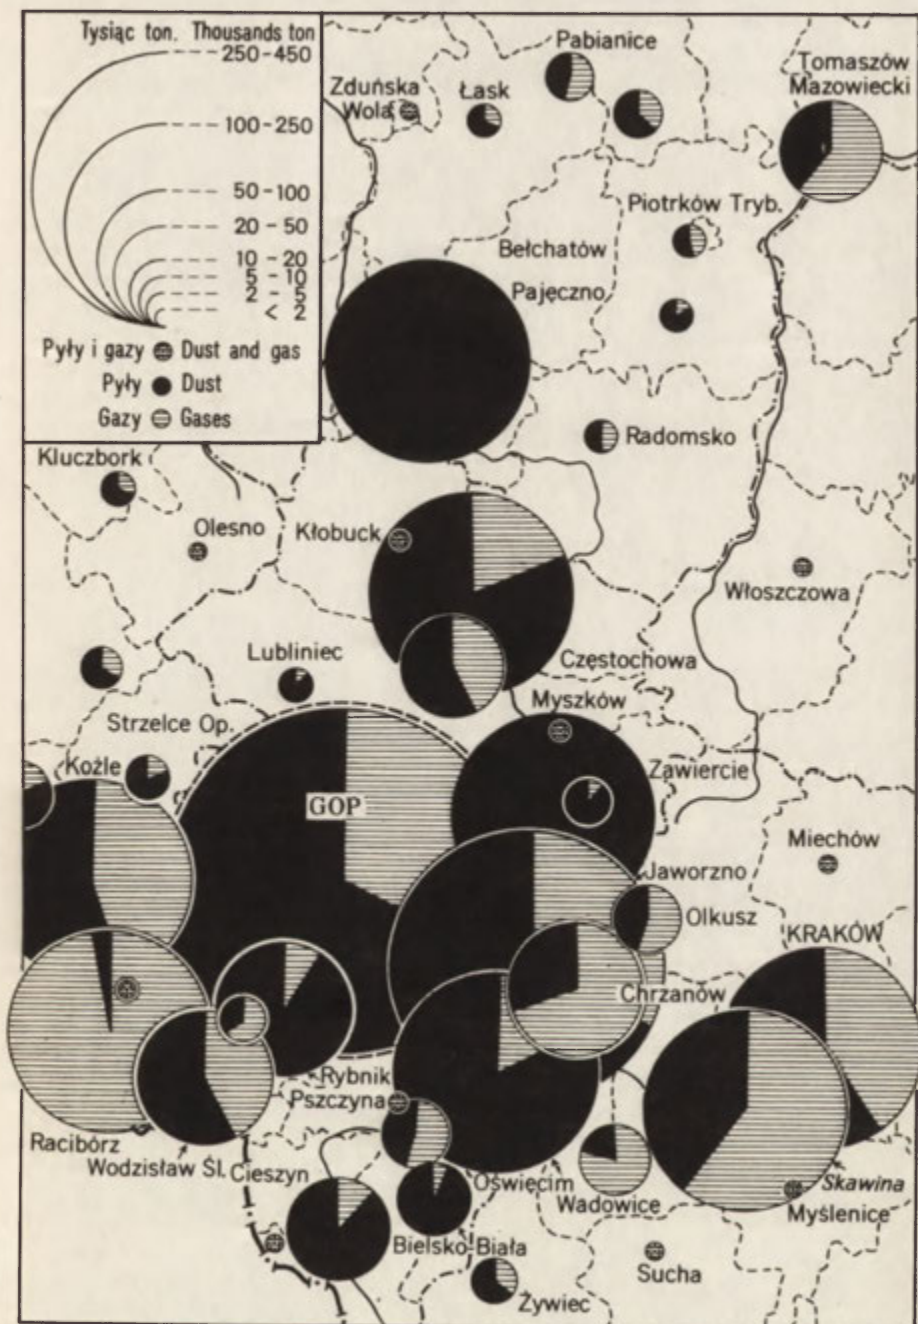 Tysiąc ton. Thousands ton
250-450
100-250
50-100
20-50
10-20
5-10
2-5
< 2
Pyły i gazy Dust and gas
Pyły Dust
Gazy Gases
Pabianice
Tomaszów
Mazowiecki
Zduńska
Wola
Łask
Piotrków Tryb.
Bełchatów
Pajęczno
Radomsko
Kluczbork
Olesno
Kłobuck
Włoszczowa
Lubliniec
Częstochowa
Myszków
Strzelce Op.
Koźle
Zawiercie
GOP
Miechów
Jaworzno
Olkusz
KRAKÓW
Chrzanów
Rybnik
Pszczyna
Racibórz
Wodzisław Śl.
Cieszyn
Oświęcim
Wadowice
Skawina
Myślenice
Bielsko-Biała
Sucha
Żywiec